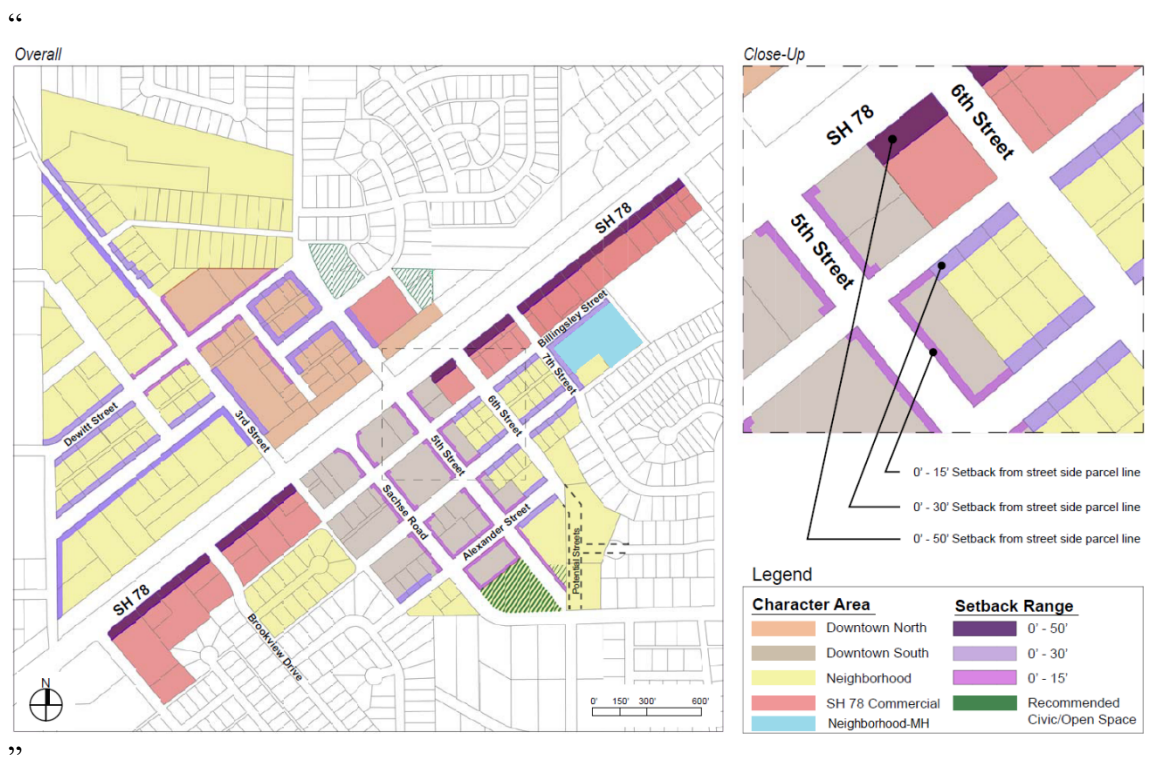 “
Overall
Close-Up
SH 78
6th Street
5th Street
SH 78
Billingsley Street
7th Street
6th Street
5th Street
Dewitt Street
3rd Street
Sachse Road
Alexander Street
Potential Streets
SH 78
Brookview Drive
N
0' 150' 300' 600'
0' - 15' Setback from street side parcel line
0' - 30' Setback from street side parcel line
0' - 50' Setback from street side parcel line
Legend
Character Area Setback Range
Downtown North 0' - 50'
Downtown South 0' - 30'
Neighborhood 0' - 15'
SH 78 Commercial Recommended
Neighborhood-MH Civic/Open Space
”